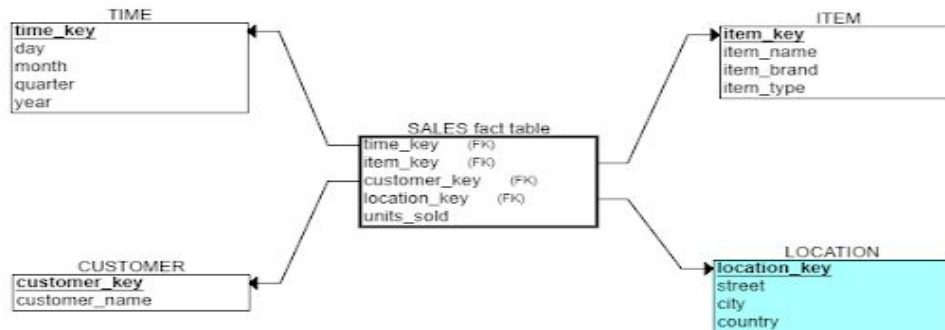 TIME
time_key
day
month
quarter
year
ITEM
item_key
item_name
item_brand
item_type
SALES fact table
time_key (FK)
item_key (FK)
customer_key (FK)
location_key (FK)
units_sold
CUSTOMER
customer_key
customer_name
LOCATION
location_key
street
city
country